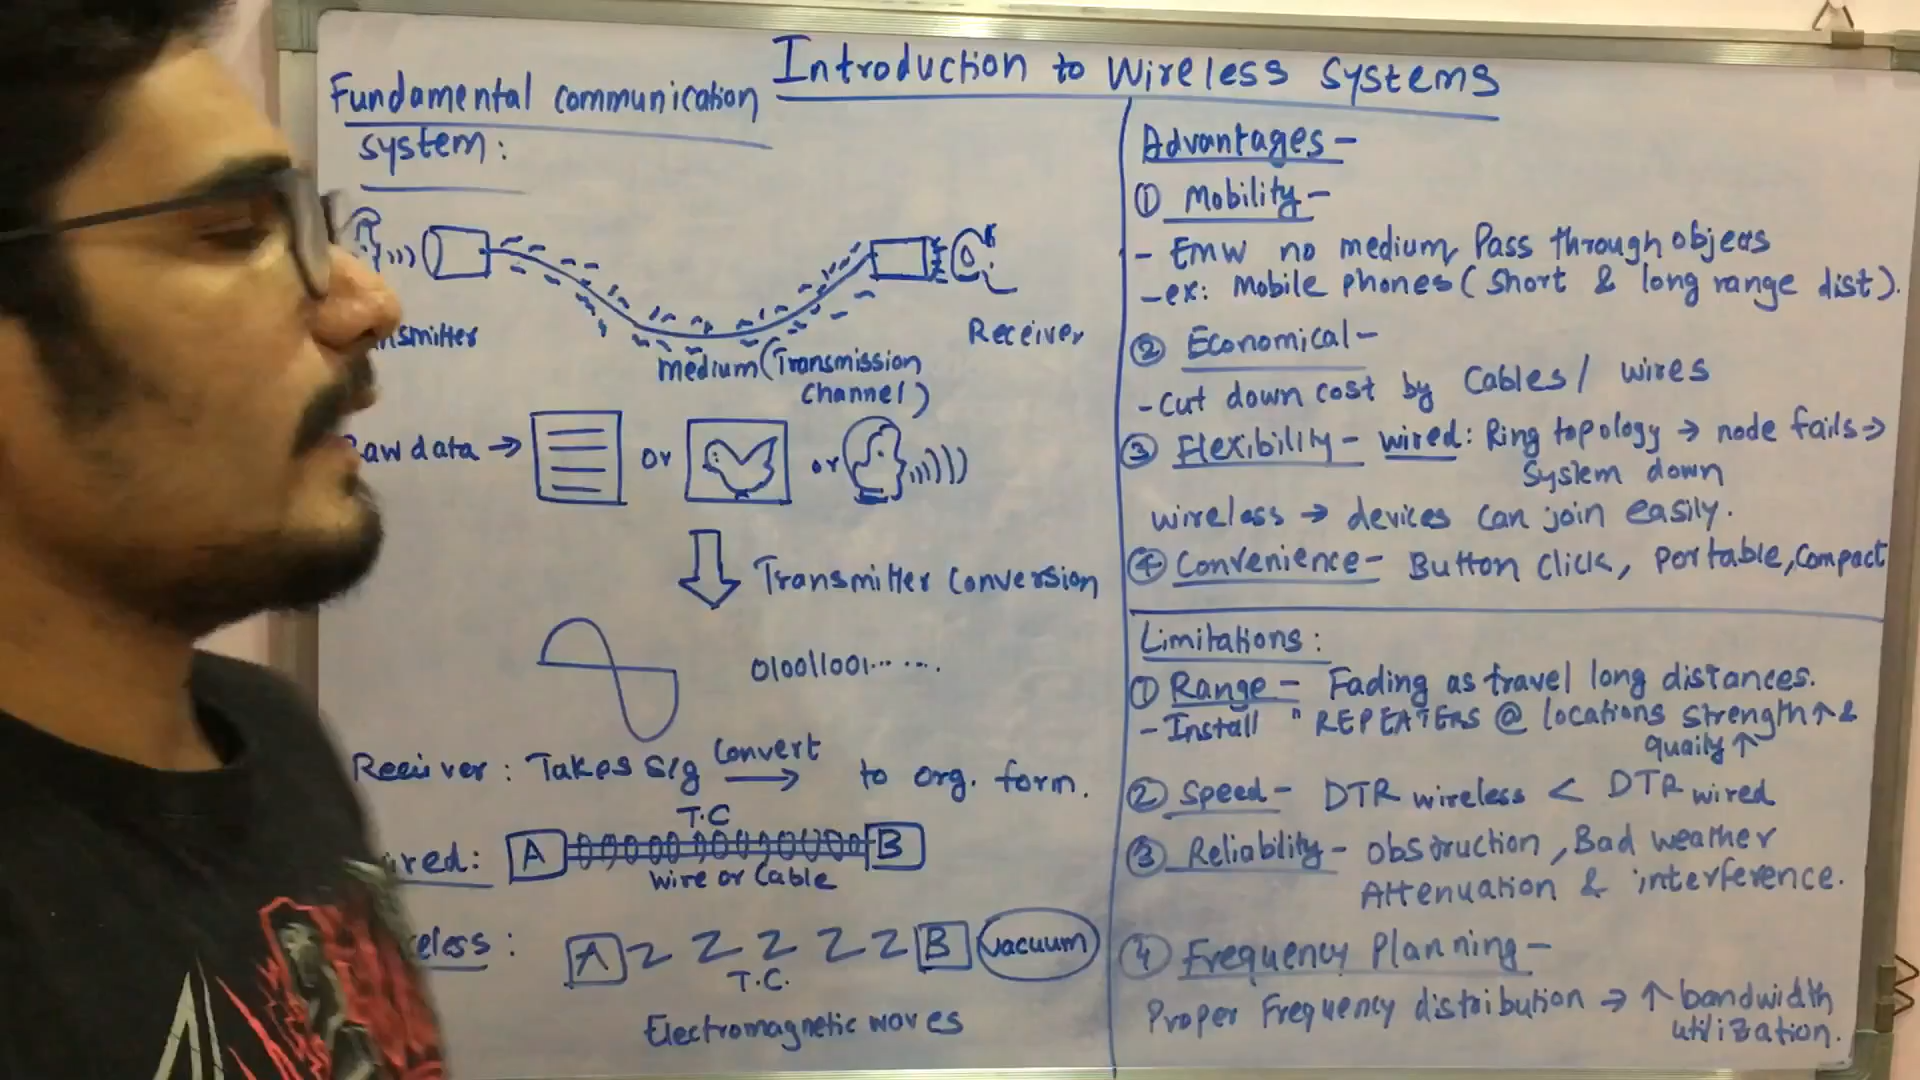 Introduction to Wireless Systems
Fundamental communication
system:
nsmitter
medium (Transmission
Channel)
Receiver
aw data → or or
Transmitter Conversion
010011001... ....
Receiver: Takes sig Convert → to org. form.
T.C
ired: A B
Wire or Cable
eless: A B Vacuum
T.C.
Electromagnetic waves
Advantages -
① Mobility -
- EMW no medium, Pass through objects
- ex: Mobile phones (Short & long range dist).
② Economical -
- Cut down cost by Cables / wires
③ Flexibility - wired: Ring topology → node fails →
System down
wireless → devices can join easily.
④ Convenience - Button Click, Portable, Compact
Limitations:
① Range - Fading as travel long distances.
- Install " REPEATERS @ locations Strength ↑ &
quaity ↑
② Speed - DTR wireless < DTR wired
③ Reliability - Obstruction, Bad weather
Attenuation & interference.
④ Frequency Planning -
Proper Frequency distribution → ↑ bandwidth
utilization.